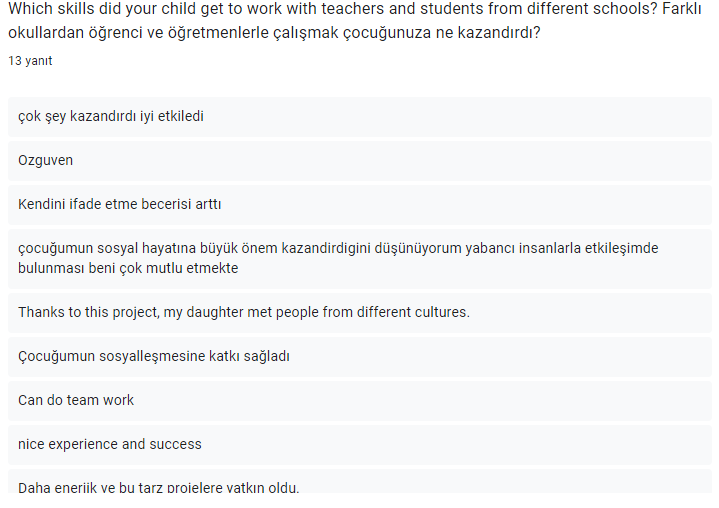 Which skills did your child get to work with teachers and students from different schools? Farklı
okullardan öğrenci ve öğretmenlerle çalışmak çocuğunuza ne kazandırdı?
13 yanıt
çok şey kazandırdı iyi etkiledi
Ozguven
Kendini ifade etme becerisi arttı
çocuğumun sosyal hayatına büyük önem kazandirdigini düşünüyorum yabancı insanlarla etkileşimde
bulunması beni çok mutlu etmekte
Thanks to this project, my daughter met people from different cultures.
Çocuğumun sosyalleşmesine katkı sağladı
Can do team work
nice experience and success
Daha enerjik ve bu tarz projelere yatkın oldu.